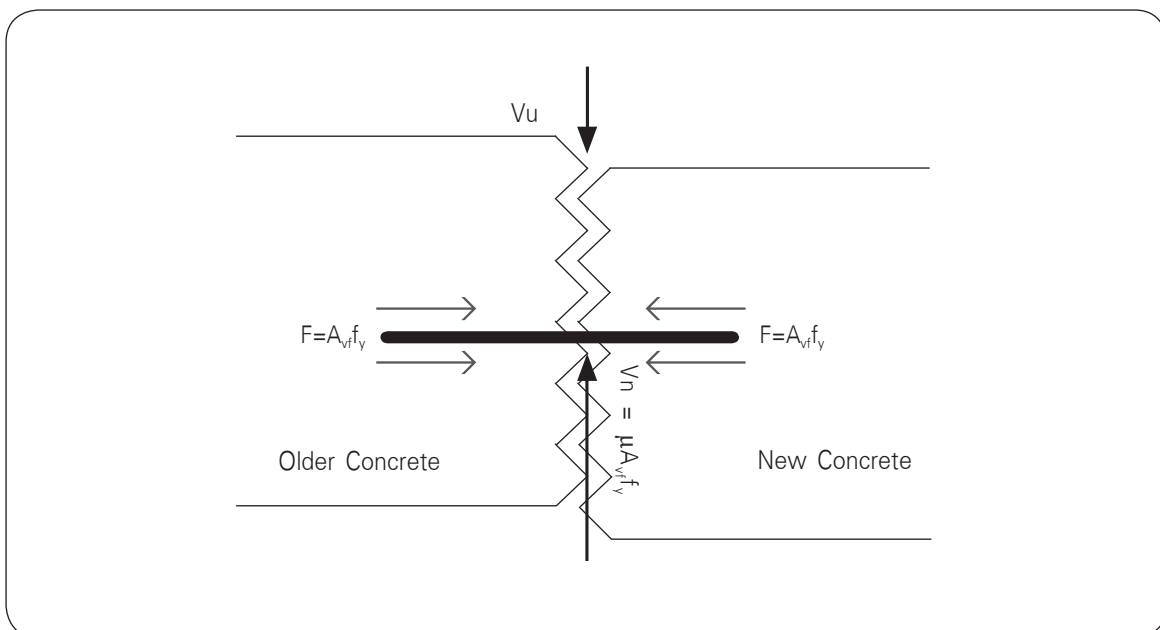 Vu
F=A_vf f_y
F=A_vf f_y
Vn = μA_vf f_y
Older Concrete
New Concrete